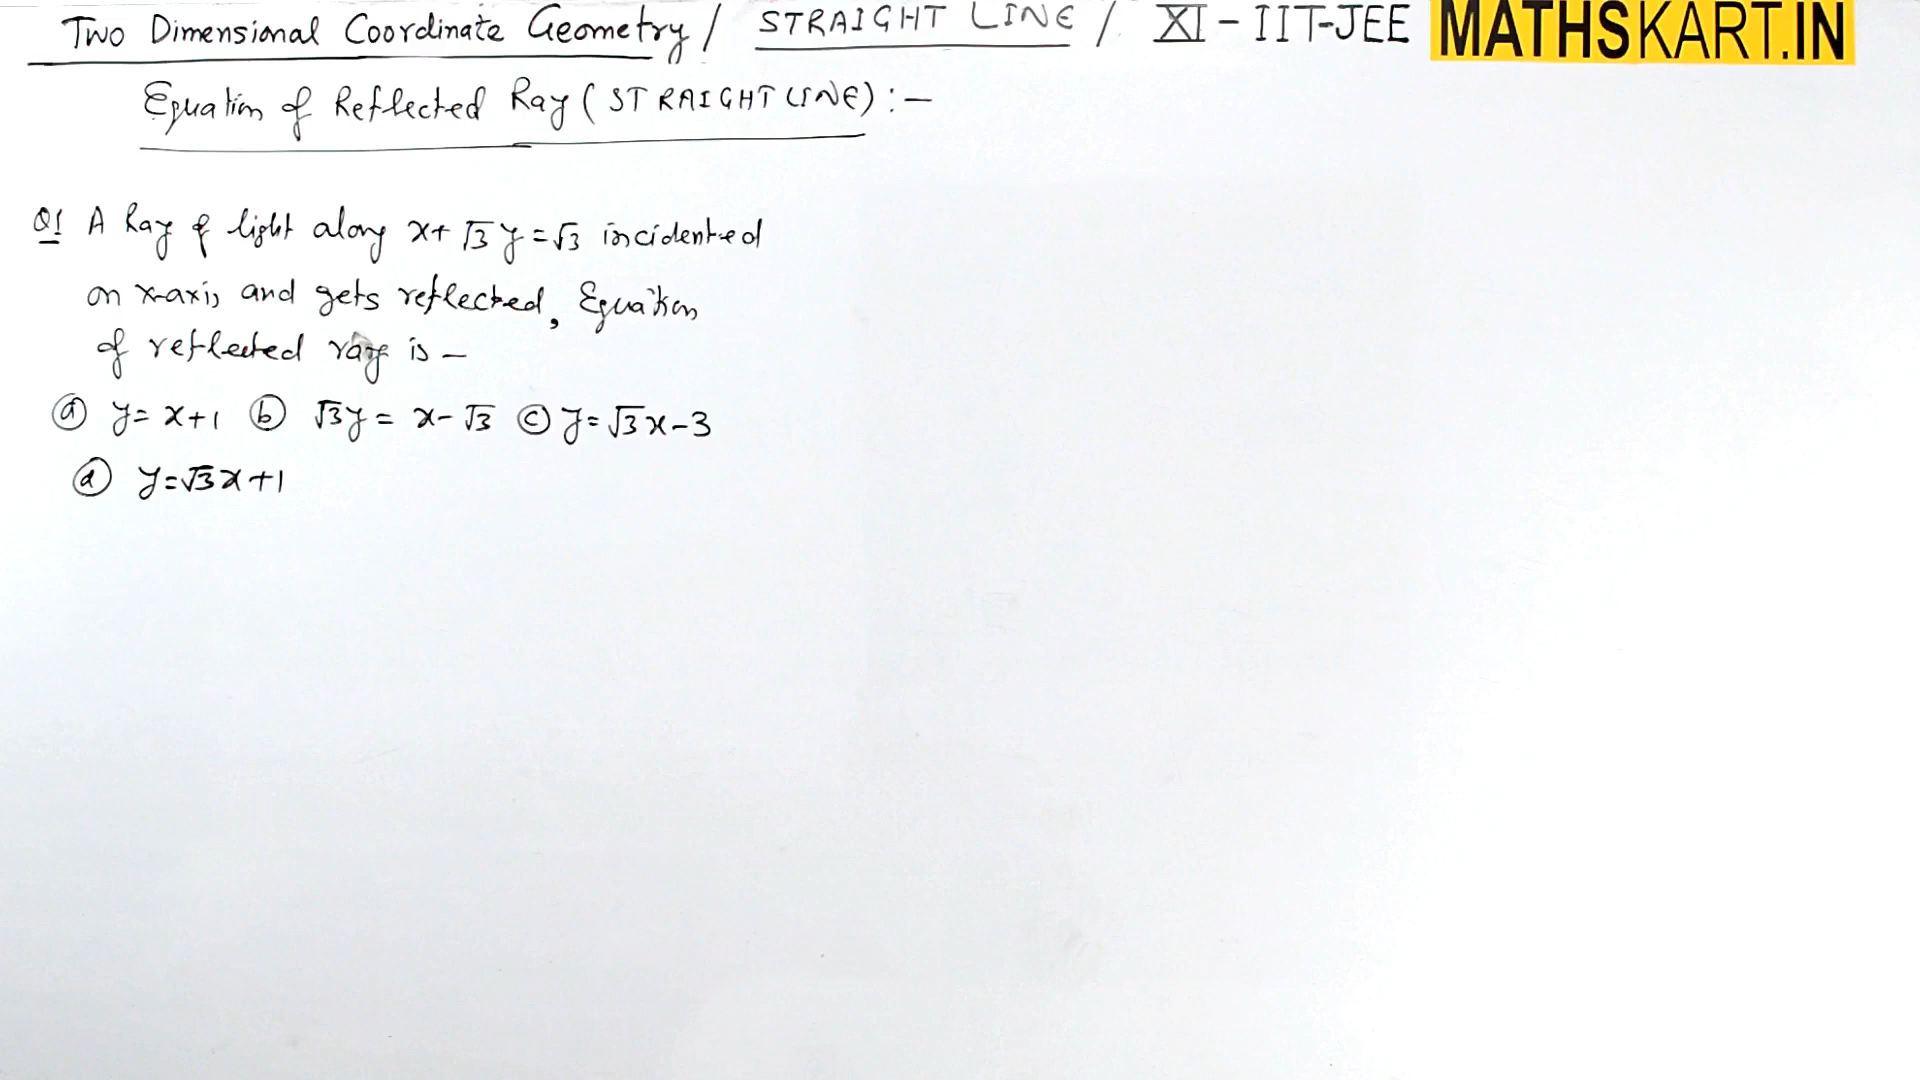 Two Dimensional Coordinate Geometry / STRAIGHT LINE / XI - IIT-JEE MATHSKART.IN
Equation of Reflected Ray (STRAIGHT LINE) :-
Q1 A Ray of light along x+√3y=√3 incidented
on x-axis and gets reflected, Equation
of reflected rays is -
ⓐ y=x+1 ⓑ √3y=x-√3 ⓒ y=√3x-3
ⓓ y=√3x+1